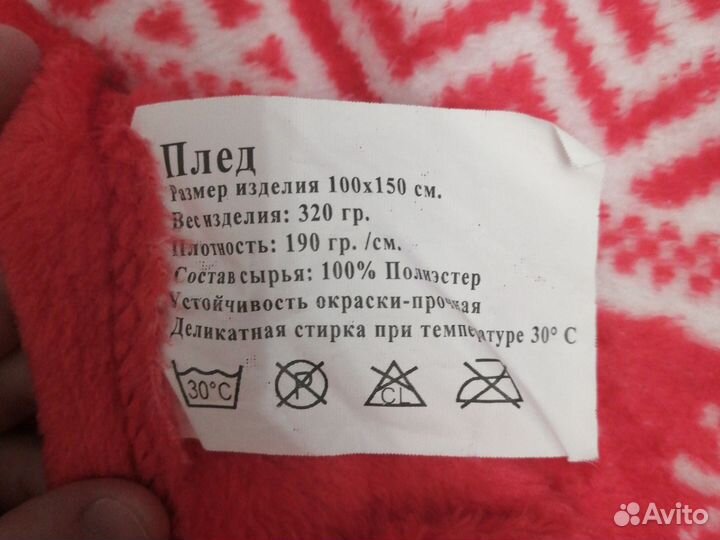 Плед
Размер изделия 100х150 см.
Вес изделия: 320 гр.
Плотность: 190 гр. /см.
Состав сырья: 100% Полиэстер
Устойчивость окраски-прочная
Деликатная стирка при температуре 30° С
30°C P CL
Avito